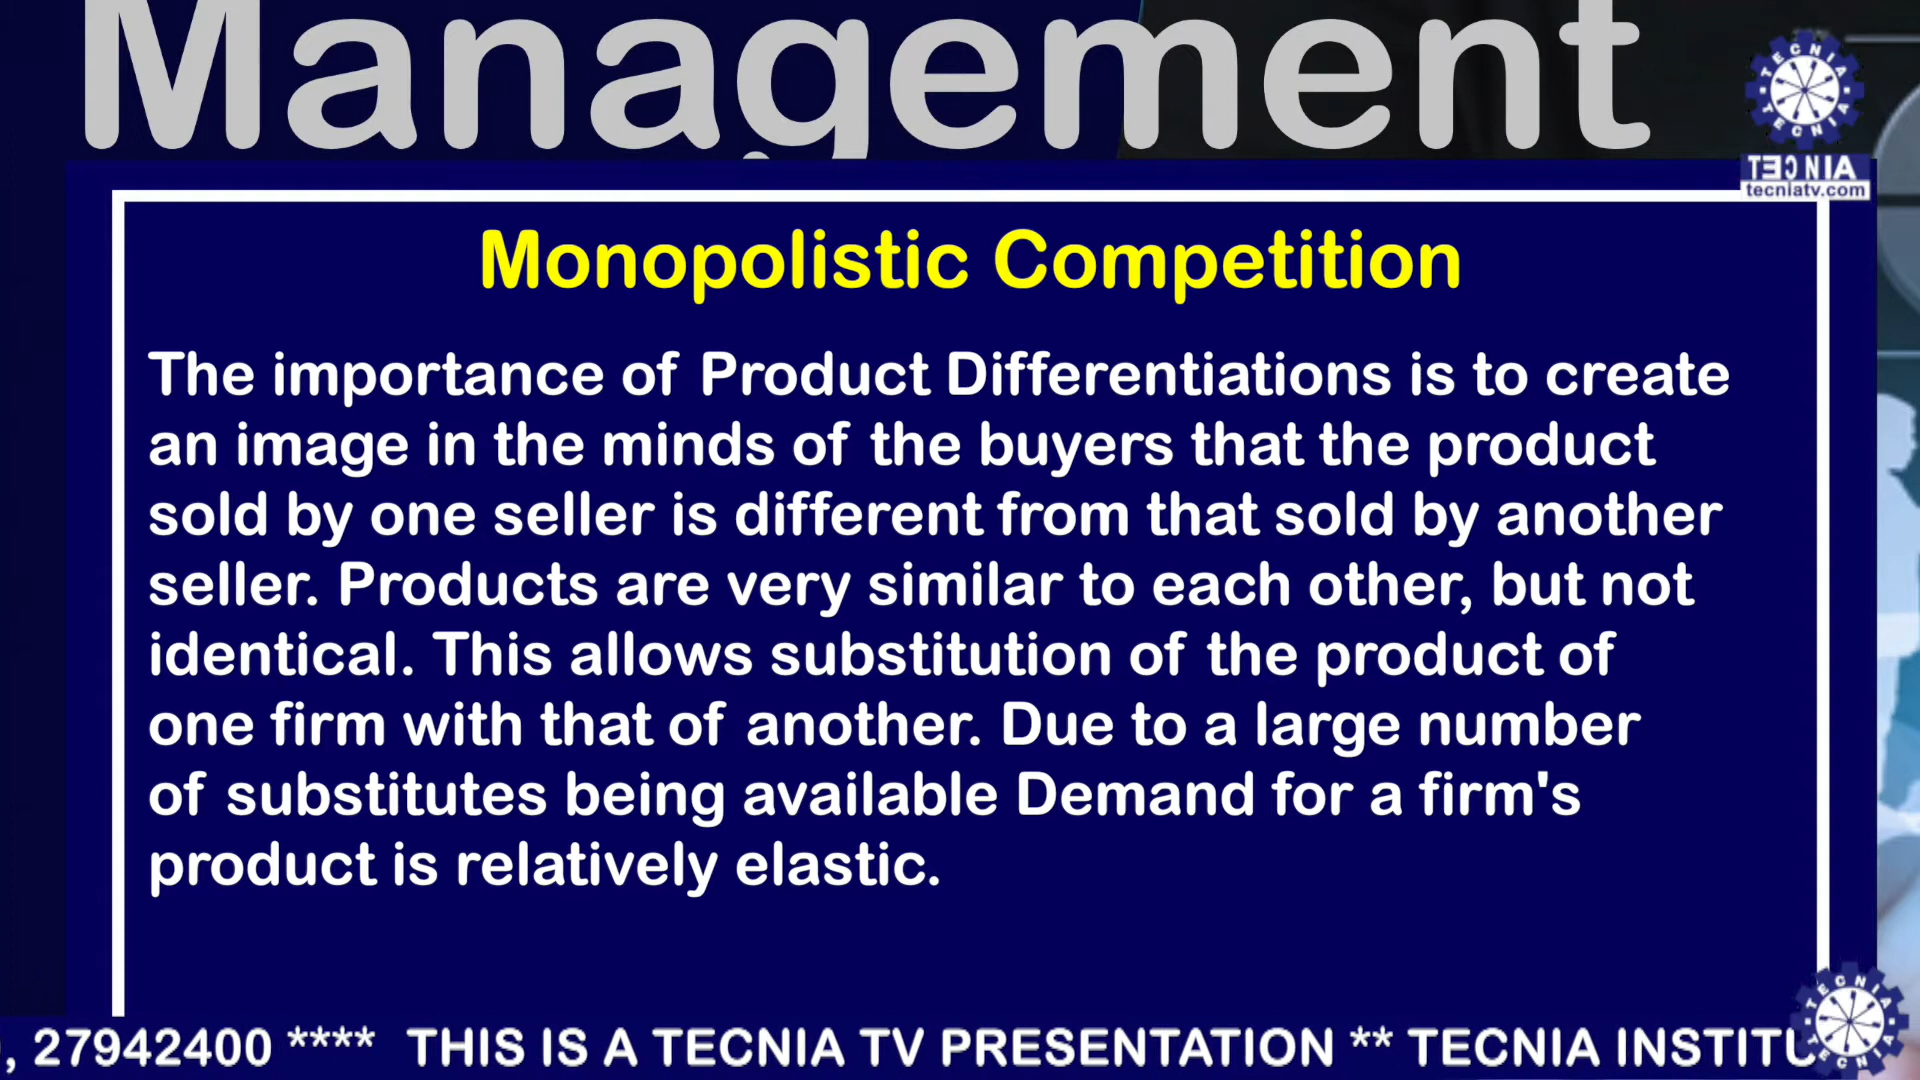 Management
TECNIA
TECNIA
TECNIA
tecniatv.com
Monopolistic Competition
The importance of Product Differentiations is to create
an image in the minds of the buyers that the product
sold by one seller is different from that sold by another
seller. Products are very similar to each other, but not
identical. This allows substitution of the product of
one firm with that of another. Due to a large number
of substitutes being available Demand for a firm's
product is relatively elastic.
, 27942400 **** THIS IS A TECNIA TV PRESENTATION ** TECNIA INSTITU
TECNIA
TECNIA